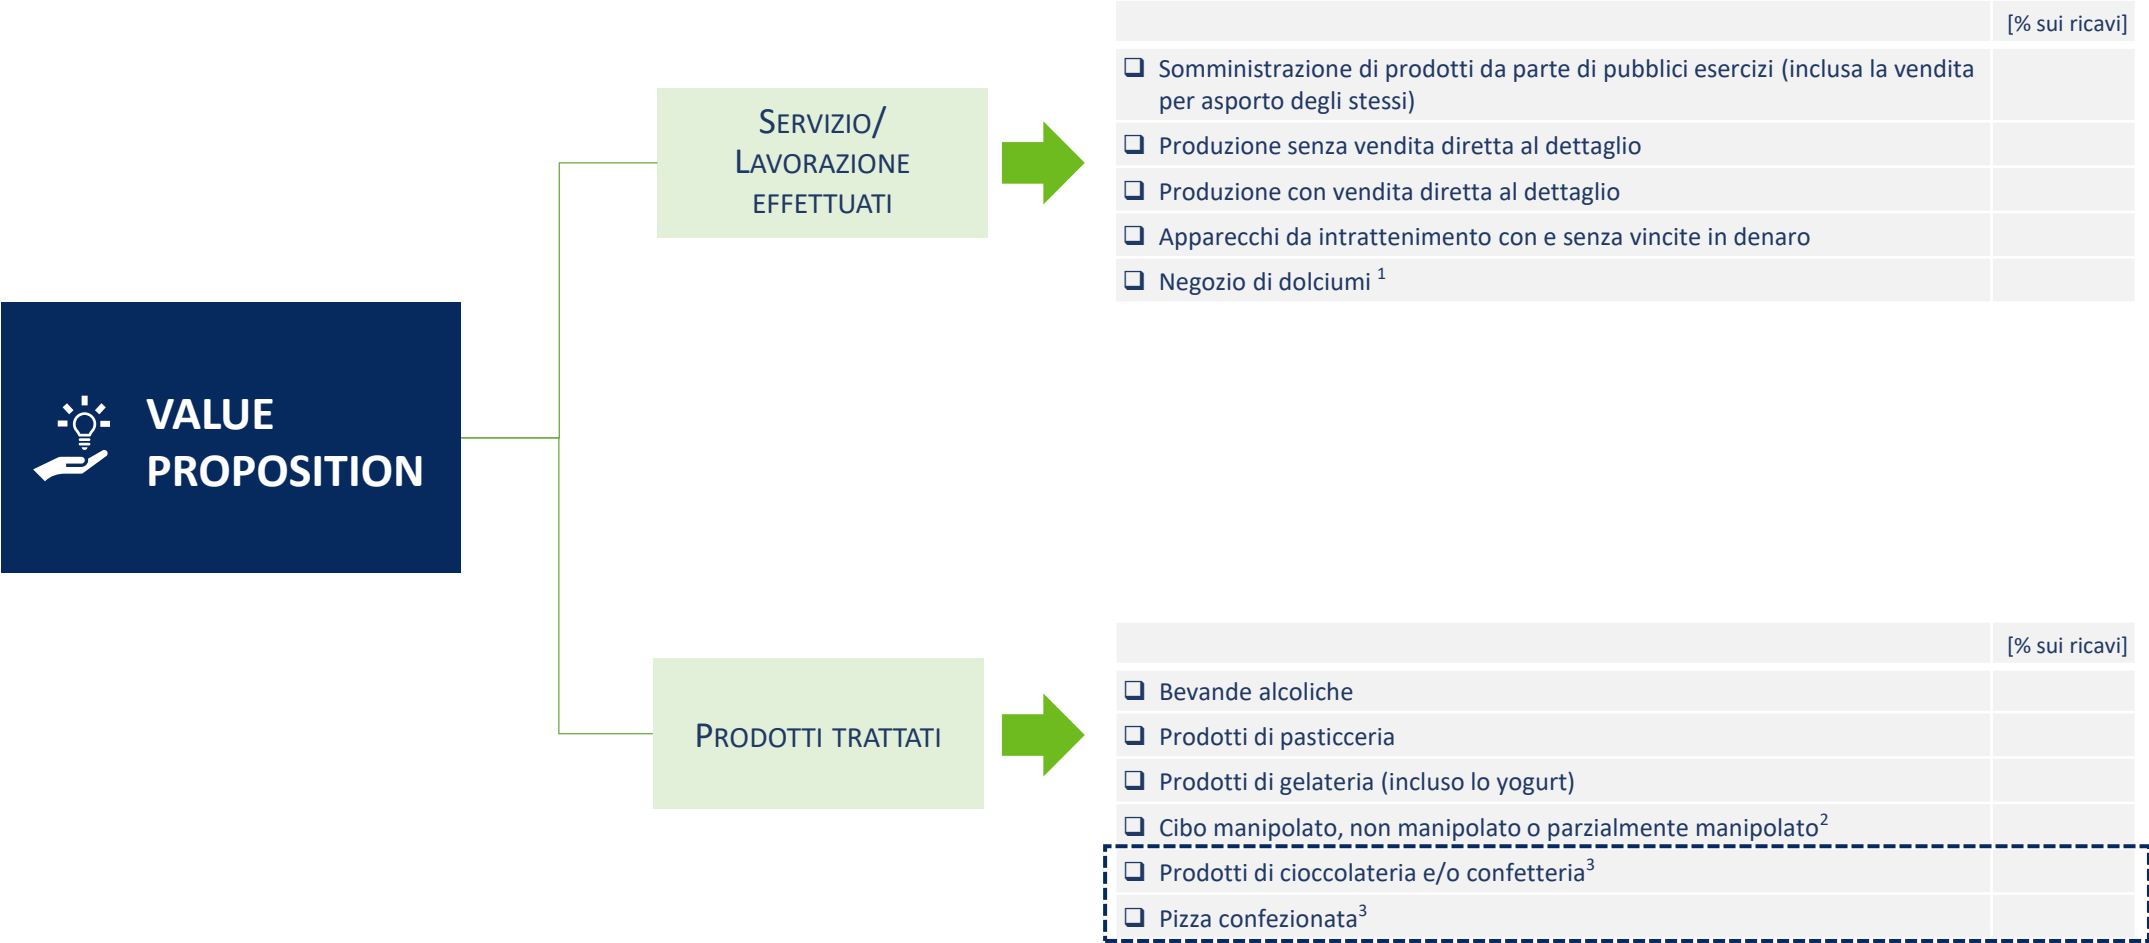 VALUE
PROPOSITION
SERVIZIO/
LAVORAZIONE
EFFETTUATI
[% sui ricavi]
Somministrazione di prodotti da parte di pubblici esercizi (inclusa la vendita
per asporto degli stessi)
Produzione senza vendita diretta al dettaglio
Produzione con vendita diretta al dettaglio
Apparecchi da intrattenimento con e senza vincite in denaro
Negozio di dolciumi 1
PRODOTTI TRATTATI
[% sui ricavi]
Bevande alcoliche
Prodotti di pasticceria
Prodotti di gelateria (incluso lo yogurt)
Cibo manipolato, non manipolato o parzialmente manipolato2
Prodotti di cioccolateria e/o confetteria3
Pizza confezionata3